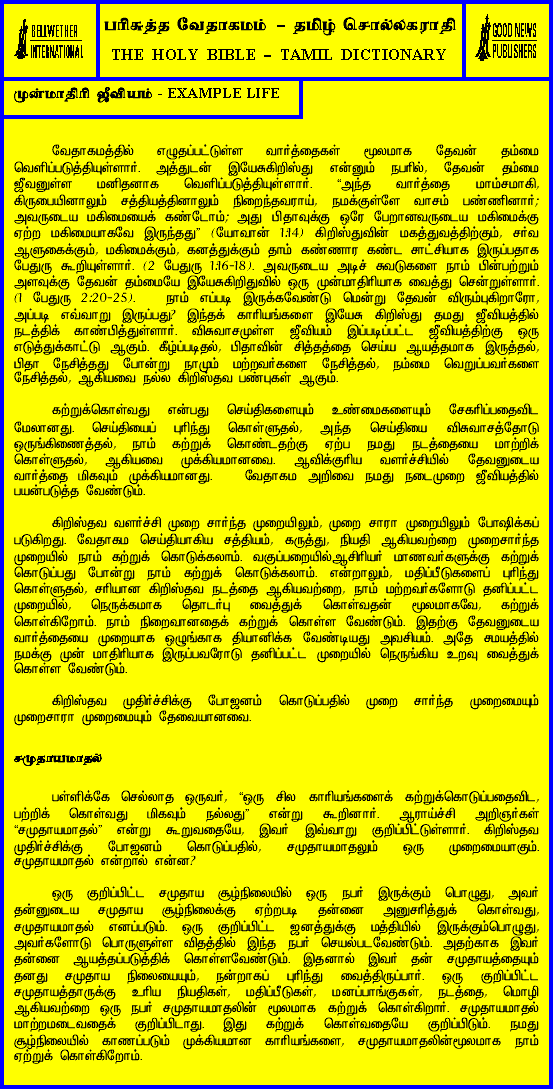 BELLWETHER
INTERNATIONAL
பரிசுத்த வேதாகமம் – தமிழ் சொல்லகராதி
THE HOLY BIBLE – TAMIL DICTIONARY
GOOD NEWS
PUBLISHERS
முன்மாதிரி ஜீவியம் - EXAMPLE LIFE
வேதாகமத்தில் எழுதப்பட்டுள்ள வார்த்தைகள் மூலமாக தேவன் தம்மை
வெளிப்படுத்தியுள்ளார். அத்துடன் இயேசுகிறிஸ்து என்னும் நபரில், தேவன் தம்மை
ஜீவனுள்ள மனிதனாக வெளிப்படுத்தியுள்ளார். “அந்த வார்த்தை மாம்சமாகி,
கிருபையினாலும் சத்தியத்தினாலும் நிறைந்தவராய், நமக்குள்ளே வாசம் பண்ணினார்;
அவருடைய மகிமையைக் கண்டோம்; அது பிதாவுக்கு ஒரே பேறானவருடைய மகிமைக்கு
ஏற்ற மகிமையாகவே இருந்தது” (யோவான் 1:14) கிறிஸ்துவின் மகத்துவத்திற்கும், சர்வ
ஆளுகைக்கும், மகிமைக்கும், கனத்துக்கும் தாம் கண்ணார கண்ட சாட்சியாக இருப்பதாக
பேதுரு கூறியுள்ளார். (2 பேதுரு 1:16-18). அவருடைய அடிச் சுவடுகளை நாம் பின்பற்றும்
அளவுக்கு தேவன் தம்மையே இயேசுகிறிதுவில் ஒரு முன்மாதிரியாக வைத்து சென்றுள்ளார்.
(1 பேதுரு 2:20-25). நாம் எப்படி இருக்கவேண்டு மென்று தேவன் விரும்புகிறாரோ,
அப்படி எவ்வாறு இருப்பது? இந்தக் காரியங்களை இயேசு கிறிஸ்து தமது ஜீவியத்தில்
நடத்திக் காண்பித்துள்ளார். விசுவாசமுள்ள ஜீவியம் இப்படிப்பட்ட ஜீவியத்திற்கு ஒரு
எடுத்துக்காட்டு ஆகும். கீழ்ப்படிதல், பிதாவின் சித்தத்தை செய்ய ஆயத்தமாக இருத்தல்,
பிதா நேசித்தது போன்று நாமும் மற்றவர்களை நேசித்தல், நம்மை வெறுப்பவர்களை
நேசித்தல், ஆகியவை நல்ல கிறிஸ்தவ பண்புகள் ஆகும்.
கற்றுக்கொள்வது என்பது செய்திகளையும் உண்மைகளையும் சேகரிப்பதைவிட
மேலானது. செய்தியைப் புரிந்து கொள்ளுதல், அந்த செய்தியை விசுவாசத்தோடு
ஒருங்கிணைத்தல், நாம் கற்றுக் கொண்டதற்கு ஏற்ப நமது நடத்தையை மாற்றிக்
கொள்ளுதல், ஆகியவை முக்கியமானவை. ஆவிக்குரிய வளர்ச்சியில் தேவனுடைய
வார்த்தை மிகவும் முக்கியமானது. வேதாகம அறிவை நமது நடைமுறை ஜீவியத்தில்
பயன்படுத்த வேண்டும்.
கிறிஸ்தவ வளர்ச்சி முறை சார்ந்த முறையிலும், முறை சாரா முறையிலும் போஷிக்கப்
படுகிறது. வேதாகம செய்தியாகிய சத்தியம், கருத்து, நியதி ஆகியவற்றை முறைசார்ந்த
முறையில் நாம் கற்றுக் கொடுக்கலாம். வகுப்பறையில்ஆசிரியர் மாணவர்களுக்கு கற்றுக்
கொடுப்பது போன்று நாம் கற்றுக் கொடுக்கலாம். என்றாலும், மதிப்பீடுகளைப் புரிந்து
கொள்ளுதல், சரியான கிறிஸ்தவ நடத்தை ஆகியவற்றை, நாம் மற்றவர்களோடு தனிப்பட்ட
முறையில், நெருக்கமாக தொடர்பு வைத்துக் கொள்வதன் மூலமாகவே, கற்றுக்
கொள்கிறோம். நாம் நிறைவானதைக் கற்றுக் கொள்ள வேண்டும். இதற்கு தேவனுடைய
வார்த்தையை முறையாக ஒழுங்காக தியானிக்க வேண்டியது அவசியம். அதே சமயத்தில்
நமக்கு முன் மாதிரியாக இருப்பவரோடு தனிப்பட்ட முறையில் நெருங்கிய உறவு வைத்துக்
கொள்ள வேண்டும்.
கிறிஸ்தவ முதிர்ச்சிக்கு போஜனம் கொடுப்பதில் முறை சார்ந்த முறைமையும்
முறைசாரா முறைமையும் தேவையானவை.
சமுதாயமாதல்
பள்ளிக்கே செல்லாத ஒருவர், “ஒரு சில காரியங்களைக் கற்றுக்கொடுப்பதைவிட,
பற்றிக் கொள்வது மிகவும் நல்லது” என்று கூறினார். ஆராய்ச்சி அறிஞர்கள்
“சமுதாயமாதல்” என்று கூறுவதையே, இவர் இவ்வாறு குறிப்பிட்டுள்ளார். கிறிஸ்தவ
முதிர்ச்சிக்கு போஜனம் கொடுப்பதில், சமுதாயமாதலும் ஒரு முறைமையாகும்.
சமுதாயமாதல் என்றால் என்ன?
ஒரு குறிப்பிட்ட சமுதாய சூழ்நிலையில் ஒரு நபர் இருக்கும் பொழுது, அவர்
தன்னுடைய சமுதாய சூழ்நிலைக்கு ஏற்றபடி தன்னை அனுசரித்துக் கொள்வது,
சமுதாயமாதல் எனப்படும். ஒரு குறிப்பிட்ட ஜனத்துக்கு மத்தியில் இருக்கும்பொழுது,
அவர்களோடு பொருளுள்ள விதத்தில் இந்த நபர் செயல்படவேண்டும். அதற்காக இவர்
தன்னை ஆயத்தப்படுத்திக் கொள்ளவேண்டும். இதனால் இவர் தன் சமுதாயத்தையும்
தனது சமுதாய நிலையையும், நன்றாகப் புரிந்து வைத்திருப்பார். ஒரு குறிப்பிட்ட
சமுதாயத்தாருக்கு உரிய நியதிகள், மதிப்பீடுகள், மனப்பாங்குகள், நடத்தை, மொழி
ஆகியவற்றை ஒரு நபர் சமுதாயமாதலின் மூலமாக கற்றுக் கொள்கிறார். சமுதாயமாதல்
மாற்றமடைவதைக் குறிப்பிடாது. இது கற்றுக் கொள்வதையே குறிப்பிடும். நமது
சூழ்நிலையில் காணப்படும் முக்கியமான காரியங்களை, சமுதாயமாதலின்மூலமாக நாம்
ஏற்றுக் கொள்கிறோம்.